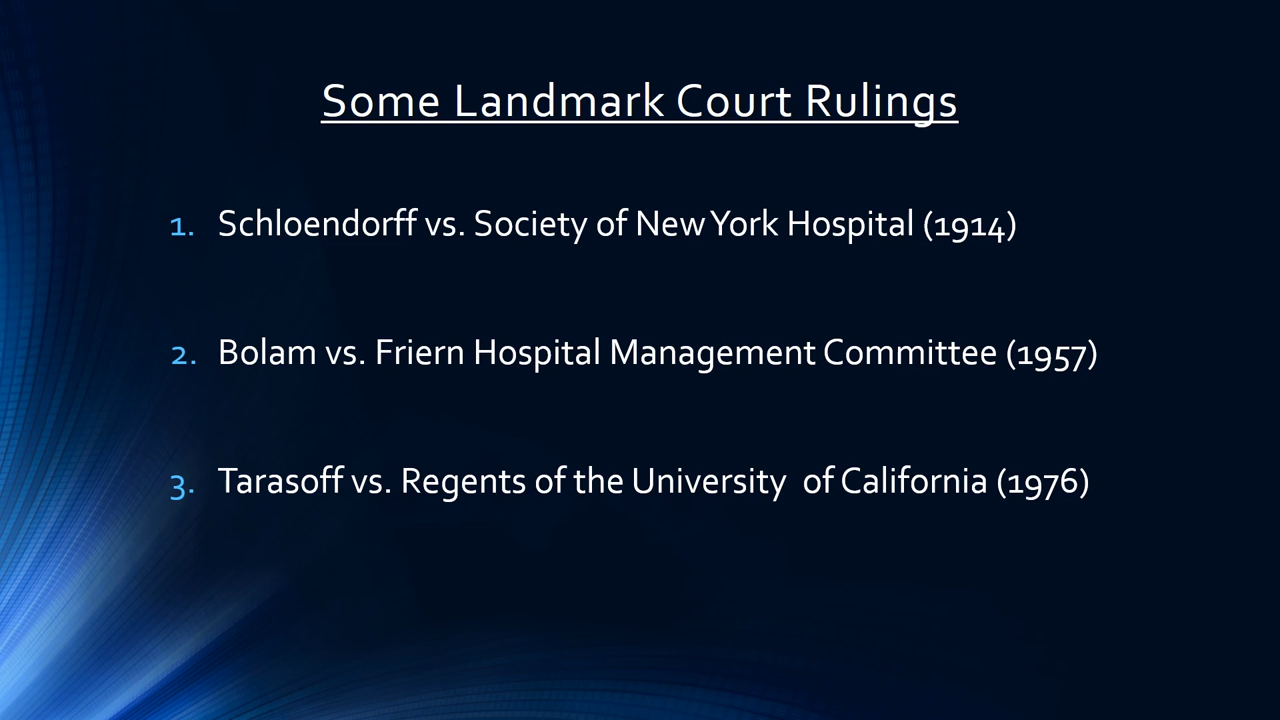 Some Landmark Court Rulings
1. Schloendorff vs. Society of New York Hospital (1914)
2. Bolam vs. Friern Hospital Management Committee (1957)
3. Tarasoff vs. Regents of the University of California (1976)